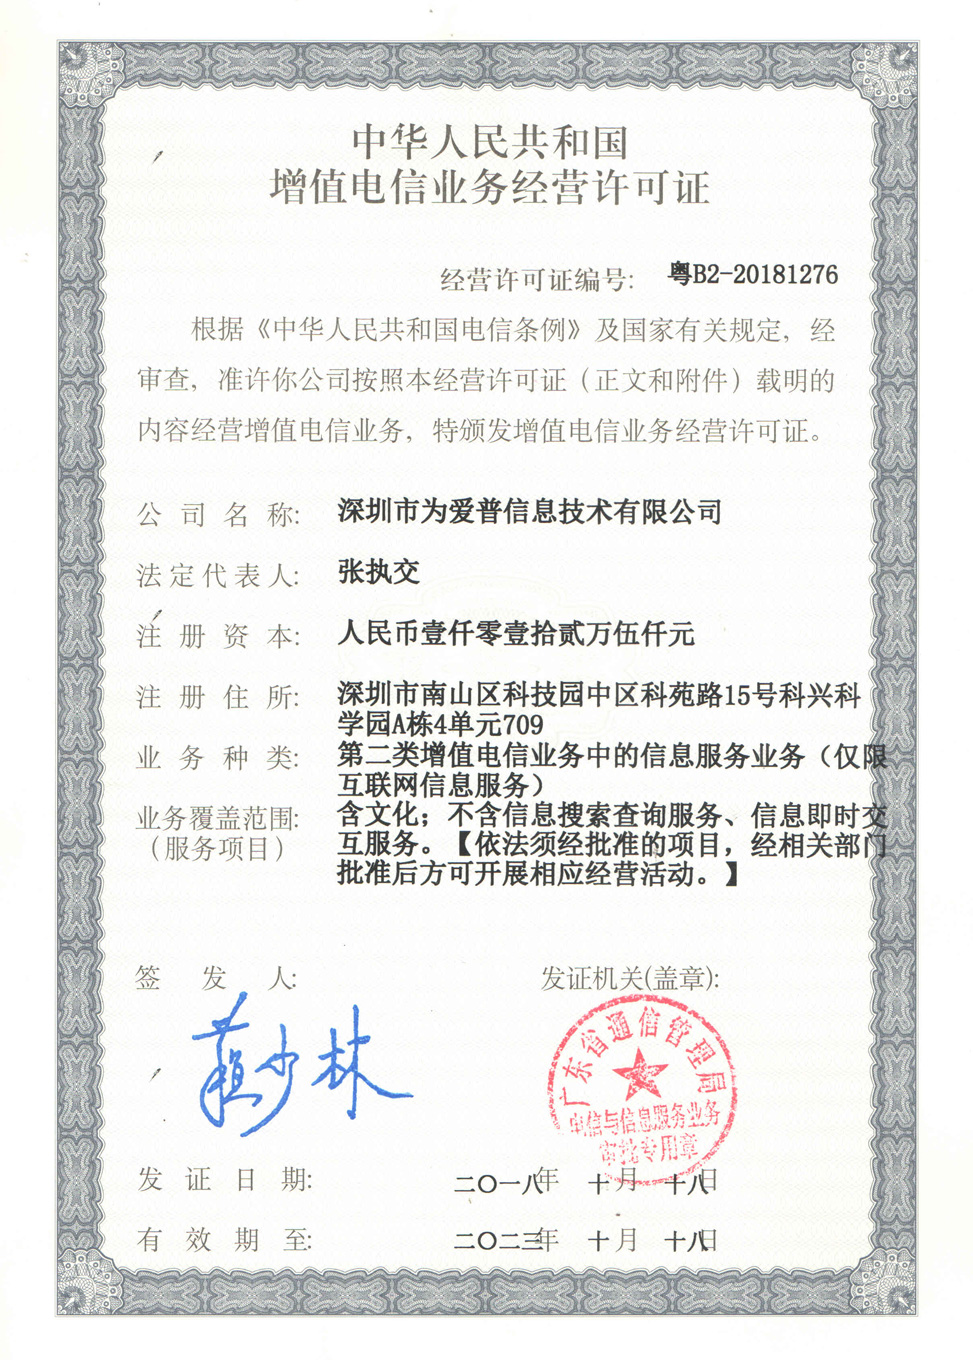 中华人民共和国
增值电信业务经营许可证
经营许可证编号: 粤B2-20181276
根据《中华人民共和国电信条例》及国家有关规定，经
审查，准许你公司按照本经营许可证（正文和附件）载明的
内容经营增值电信业务，特颁发增值电信业务经营许可证。
公司名称: 深圳市为爱普信息技术有限公司
法定代表人: 张执交
注册资本: 人民币壹仟零壹拾贰万伍仟元
注册住所: 深圳市南山区科技园中区科苑路15号科兴科
学园A栋4单元709
业务种类: 第二类增值电信业务中的信息服务业务（仅限
互联网信息服务）
业务覆盖范围: 含文化；不含信息搜索查询服务、信息即时交
（服务项目） 互服务。【依法须经批准的项目，经相关部门
批准后方可开展相应经营活动。】
签发人:
发证机关(盖章):
广东省通信管理局
电信与信息服务业务
审批专用章
发证日期: 二〇一八年 十月 十八日
有效期至: 二〇二三年 十月 十八日